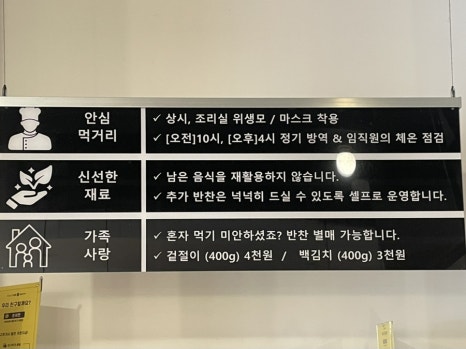 안심
먹거리
✓ 상시, 조리실 위생모 / 마스크 착용
✓ [오전]10시, [오후]4시 정기 방역 & 임직원의 체온 점검
신선한
재료
✓ 남은 음식을 재활용하지 않습니다.
✓ 추가 반찬은 넉넉히 드실 수 있도록 셀프로 운영합니다.
가족
사랑
✓ 혼자 먹기 미안하셨죠? 반찬 별매 가능합니다.
✓ 겉절이 (400g) 4천원 / 백김치 (400g) 3천원